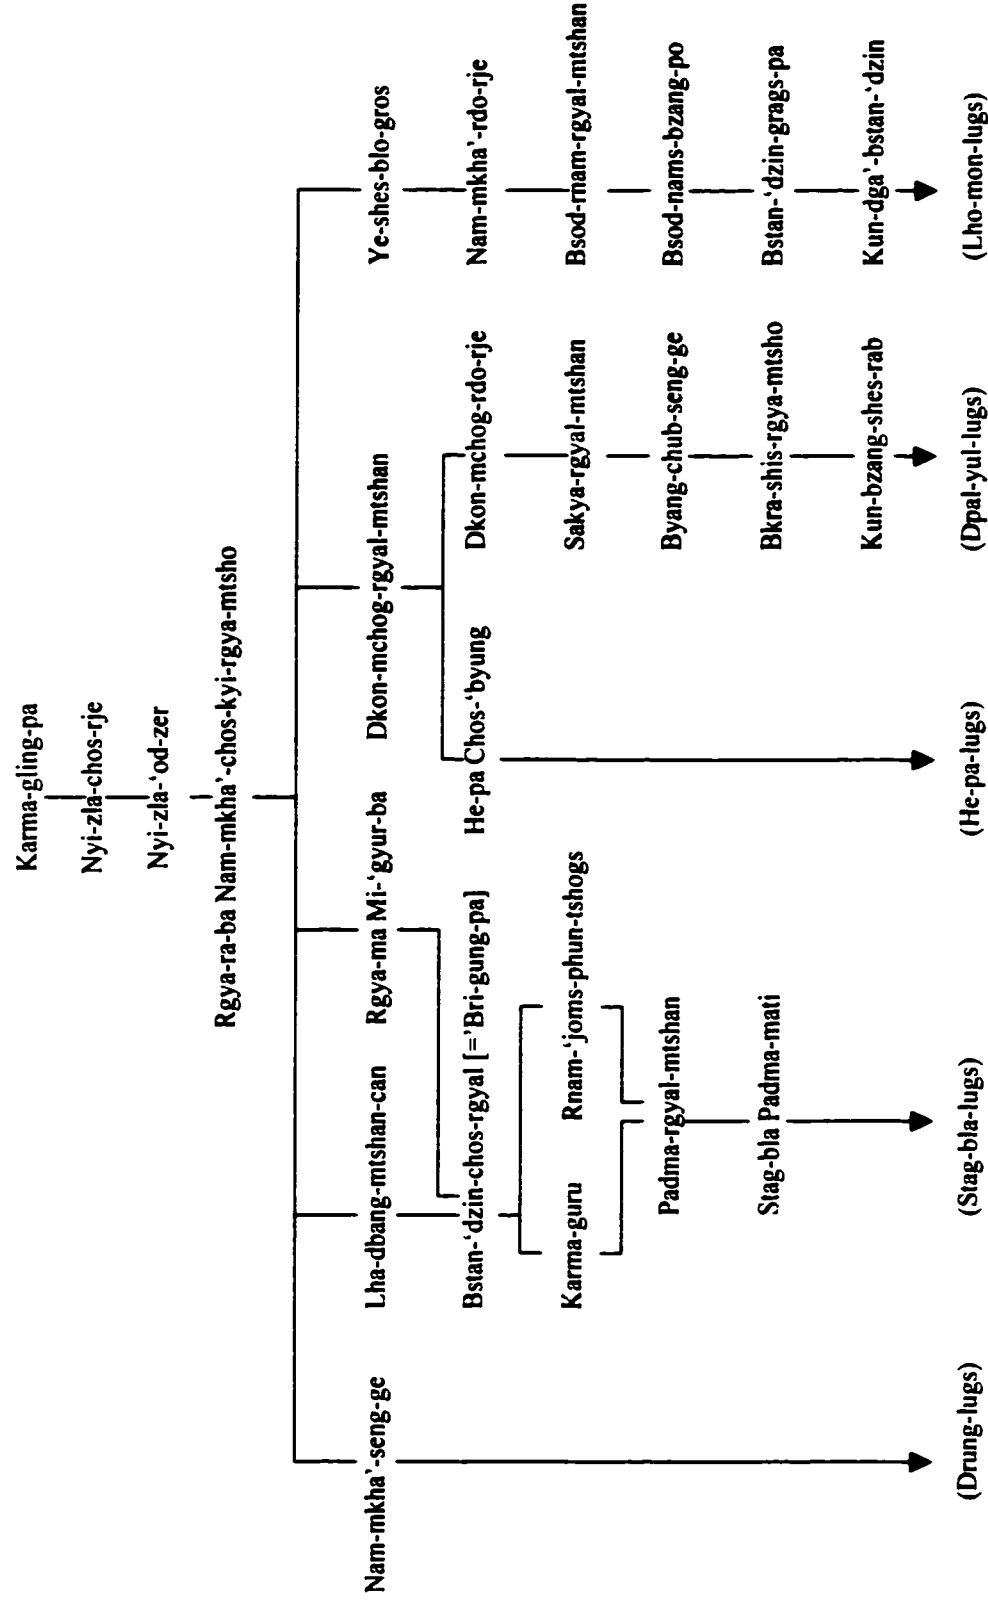 Karma-gling-pa
Nyi-zla-chos-rje
Nyi-zla-‘od-zer
Rgya-ra-ba Nam-mkha’-chos-kyi-rgya-mtsho
Nam-mkha’-seng-ge
Lha-dbang-mtshan-can
Rgya-ma Mi-‘gyur-ba
Dkon-mchog-rgyal-mtshan
Ye-shes-blo-gros
Bstan-‘dzin-chos-rgyal [=’Bri-gung-pa]
He-pa Chos-‘byung
Dkon-mchog-rdo-rje
Nam-mkha’-rdo-rje
Karma-guru
Rnam-‘joms-phun-tshogs
Sakya-rgyal-mtshan
Bsod-rnam-rgyal-mtshan
Padma-rgyal-mtshan
Byang-chub-seng-ge
Bsod-nams-bzang-po
Stag-bla Padma-mati
Bkra-shis-rgya-mtsho
Bstan-‘dzin-grags-pa
Kun-bzang-shes-rab
Kun-dga’-bstan-‘dzin
(Drung-lugs)
(Stag-bla-lugs)
(He-pa-lugs)
(Dpal-yul-lugs)
(Lho-mon-lugs)